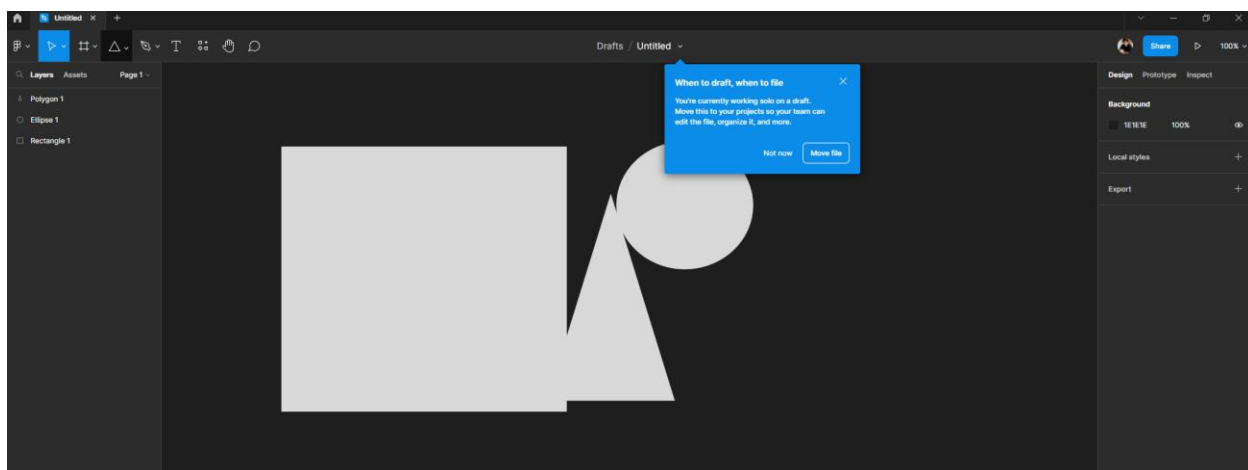 Untitled
Drafts / Untitled
Share
100%
Layers Assets Page 1
Polygon 1
Ellipse 1
Rectangle 1
When to draft, when to file
You're currently working solo on a draft.
Move this to your projects so your team can
edit the file, organize it, and more.
Not now Move file
Design Prototype Inspect
Background
1E1E1E 100%
Local styles
Export